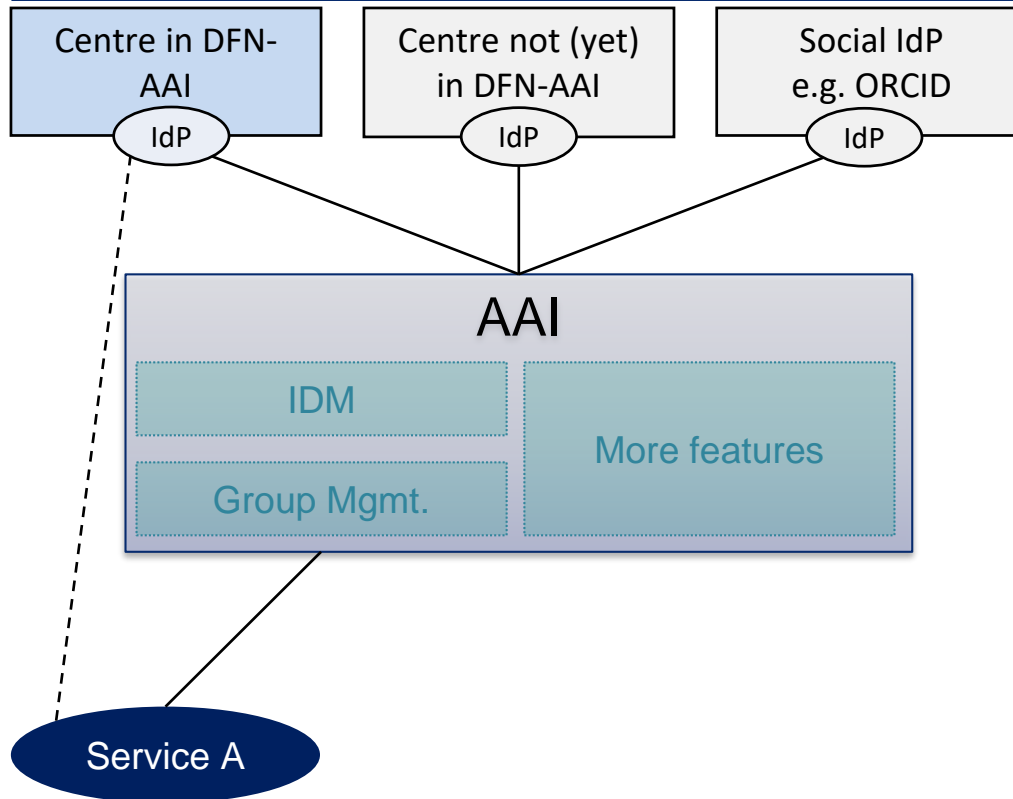 Centre in DFN-
AAI
IdP
Centre not (yet)
in DFN-AAI
IdP
Social IdP
e.g. ORCID
IdP
AAI
IDM
Group Mgmt.
More features
Service A